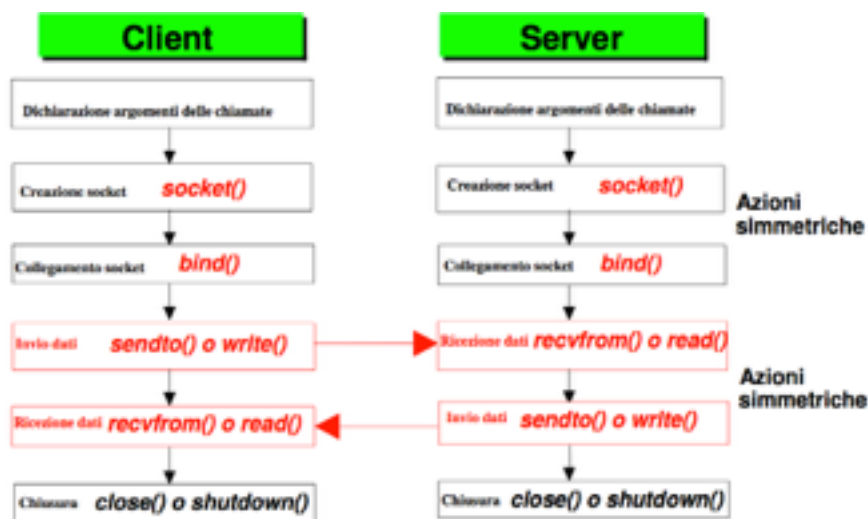 Client
Server
Dichiarazione argomenti delle chiamate
Dichiarazione argomenti delle chiamate
Creazione socket socket()
Creazione socket socket()
Azioni
simmetriche
Collegamento socket bind()
Collegamento socket bind()
Invio dati sendto() o write()
Ricezione dati recvfrom() o read()
Azioni
simmetriche
Ricezione dati recvfrom() o read()
Invio dati sendto() o write()
Chiusura close() o shutdown()
Chiusura close() o shutdown()